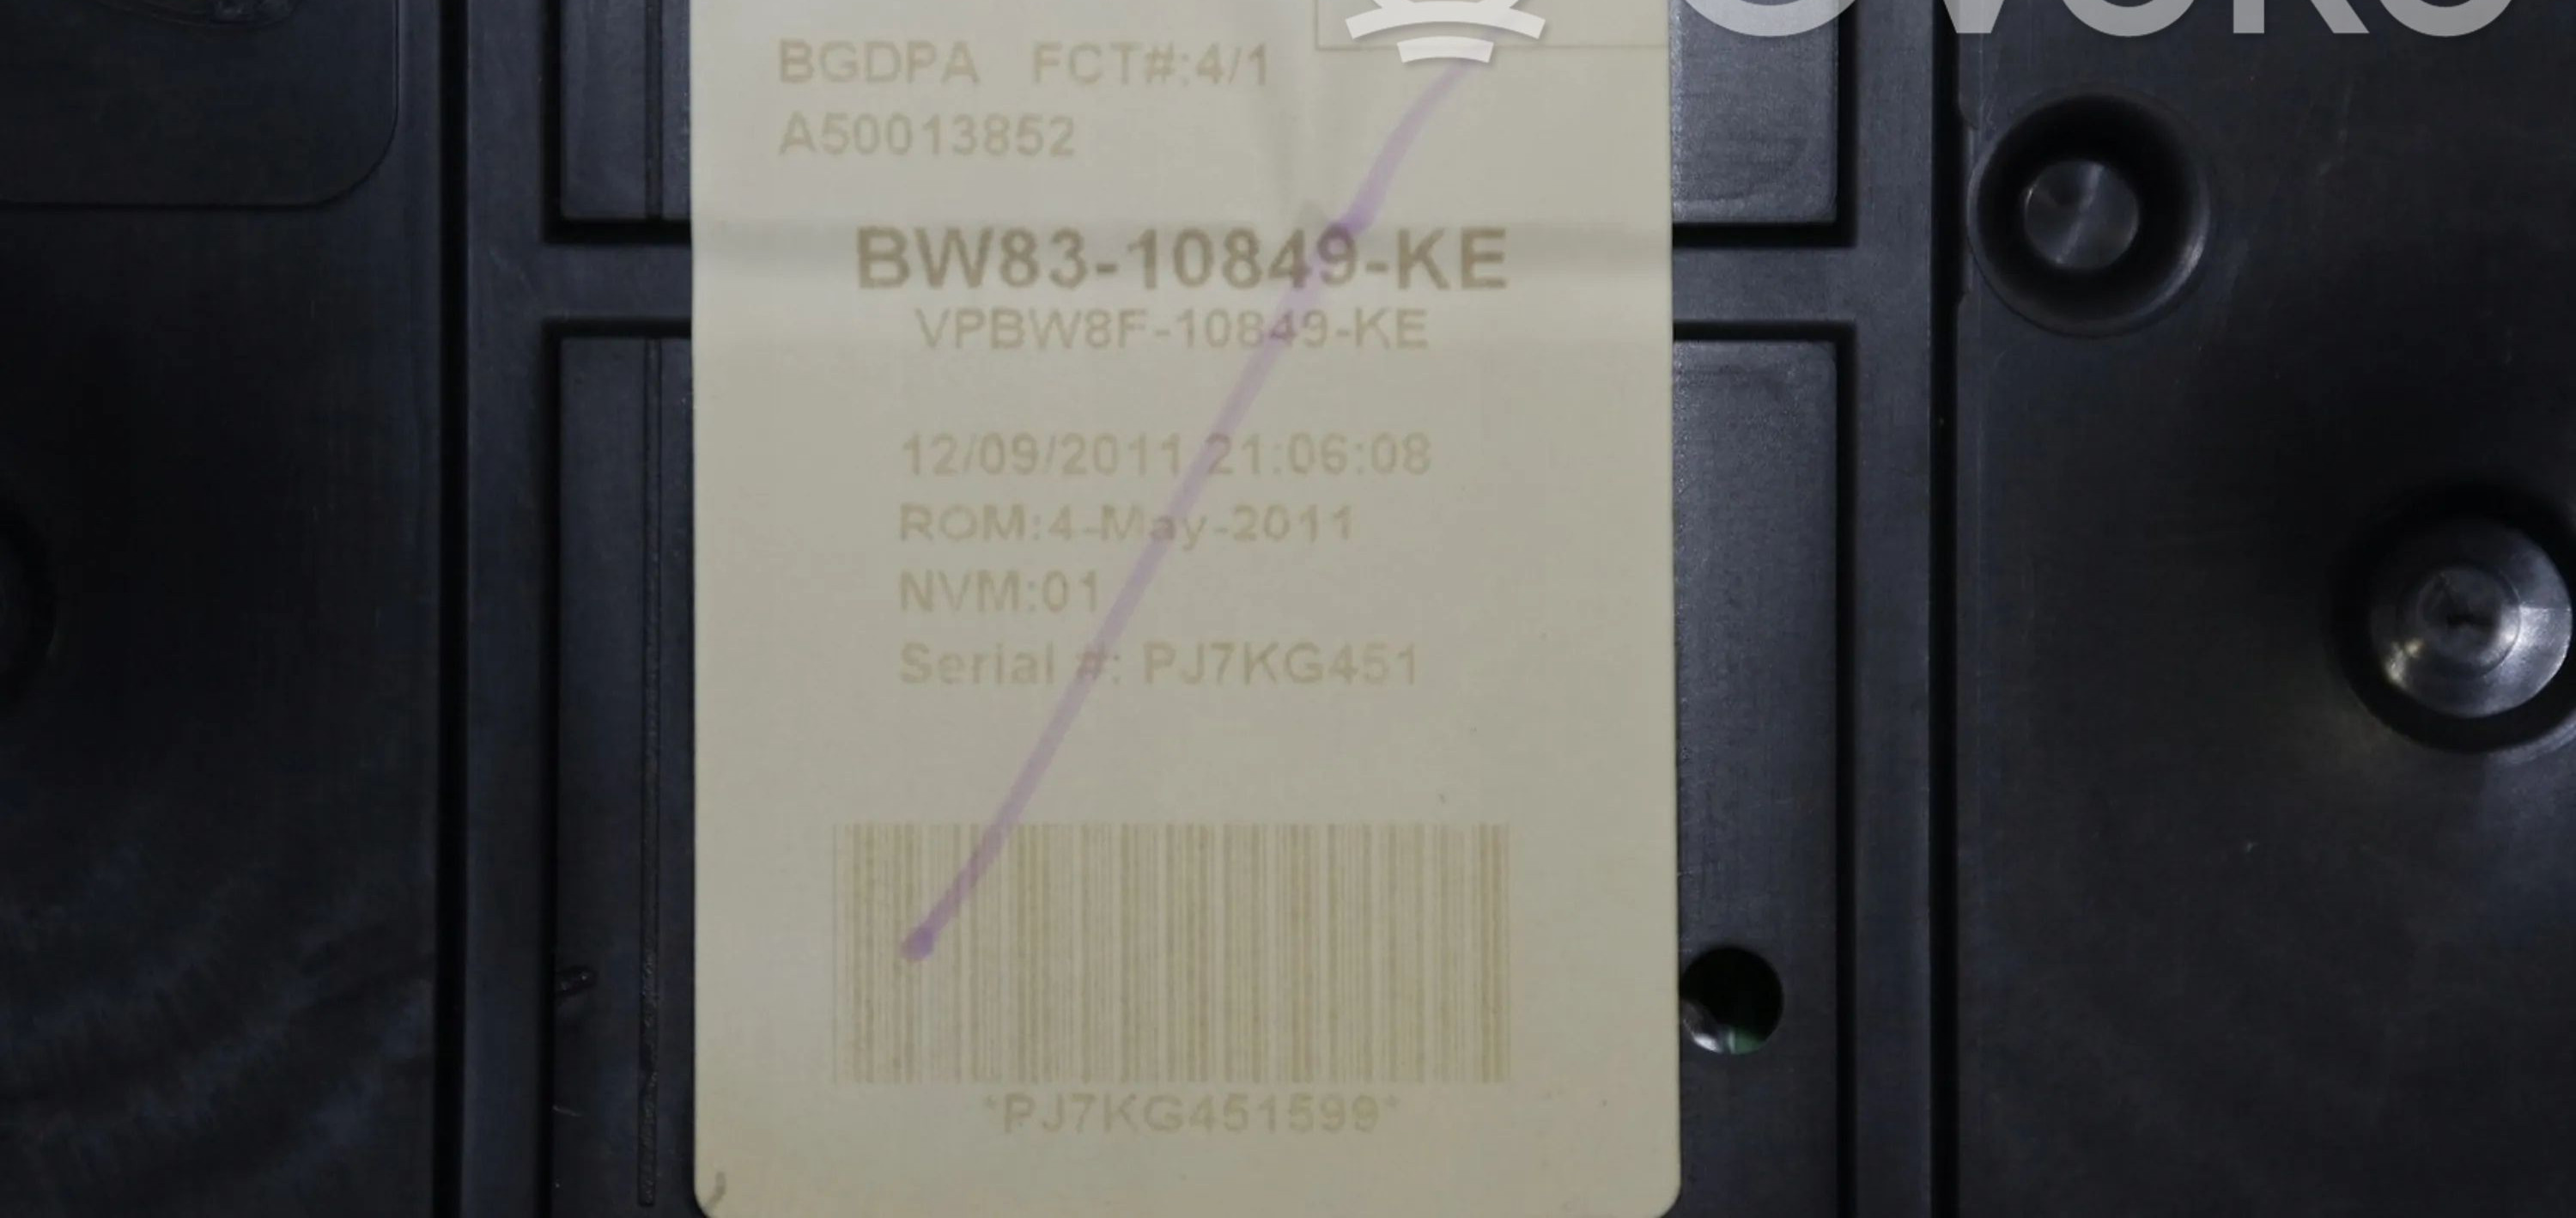 BGDPA FCT#:4/1
A50013852
BW83-10849-KE
VPBW8F-10849-KE
12/09/2011 21:06:08
ROM:4-May-2011
NVM:01
Serial #: PJ7KG451
*PJ7KG451599*